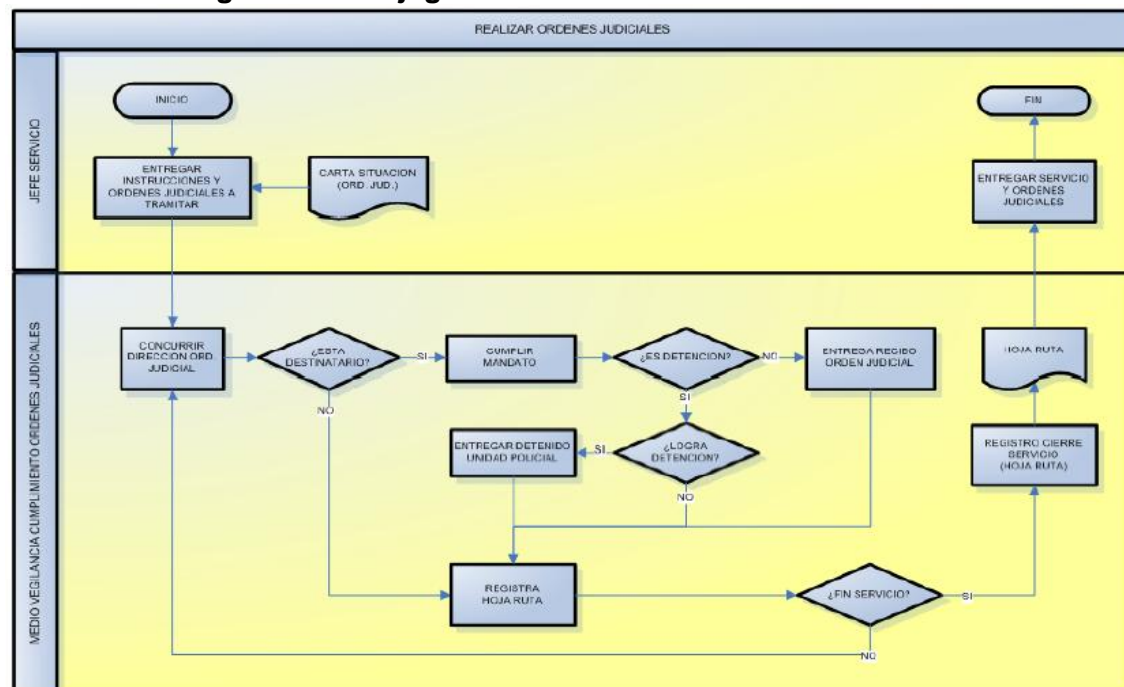 REALIZAR ORDENES JUDICIALES
JEFE SERVICIO
INICIO
FIN
ENTREGAR
INSTRUCCIONES Y
ORDENES JUDICIALES A
TRAMITAR
CARTA SITUACION
(ORD. JUD.)
ENTREGAR SERVICIO
Y ORDENES
JUDICIALES
MEDIO VEGILANCIA CUMPLIMIENTO ORDENES JUDICIALES
CONCURRIR
DIRECCION ORD.
JUDICIAL
¿ESTA
DESTINATARIO?
SI
CUMPLIR
MANDATO
¿ES DETENCION?
NO
ENTREGA RECIBO
ORDEN JUDICIAL
HOJA RUTA
NO
SI
ENTREGAR DETENIDO
UNIDAD POLICIAL
SI
¿LOGRA
DETENCION?
REGISTRO CIERRE
SERVICIO
(HOJA RUTA)
NO
REGISTRA
HOJA RUTA
¿FIN SERVICIO?
SI
NO